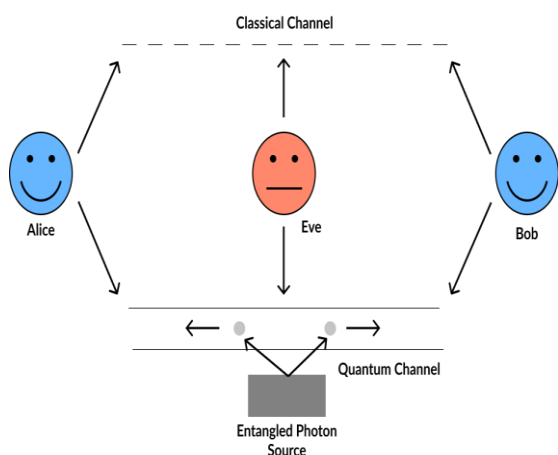 Classical Channel
Alice
Eve
Bob
Quantum Channel
Entangled Photon
Source